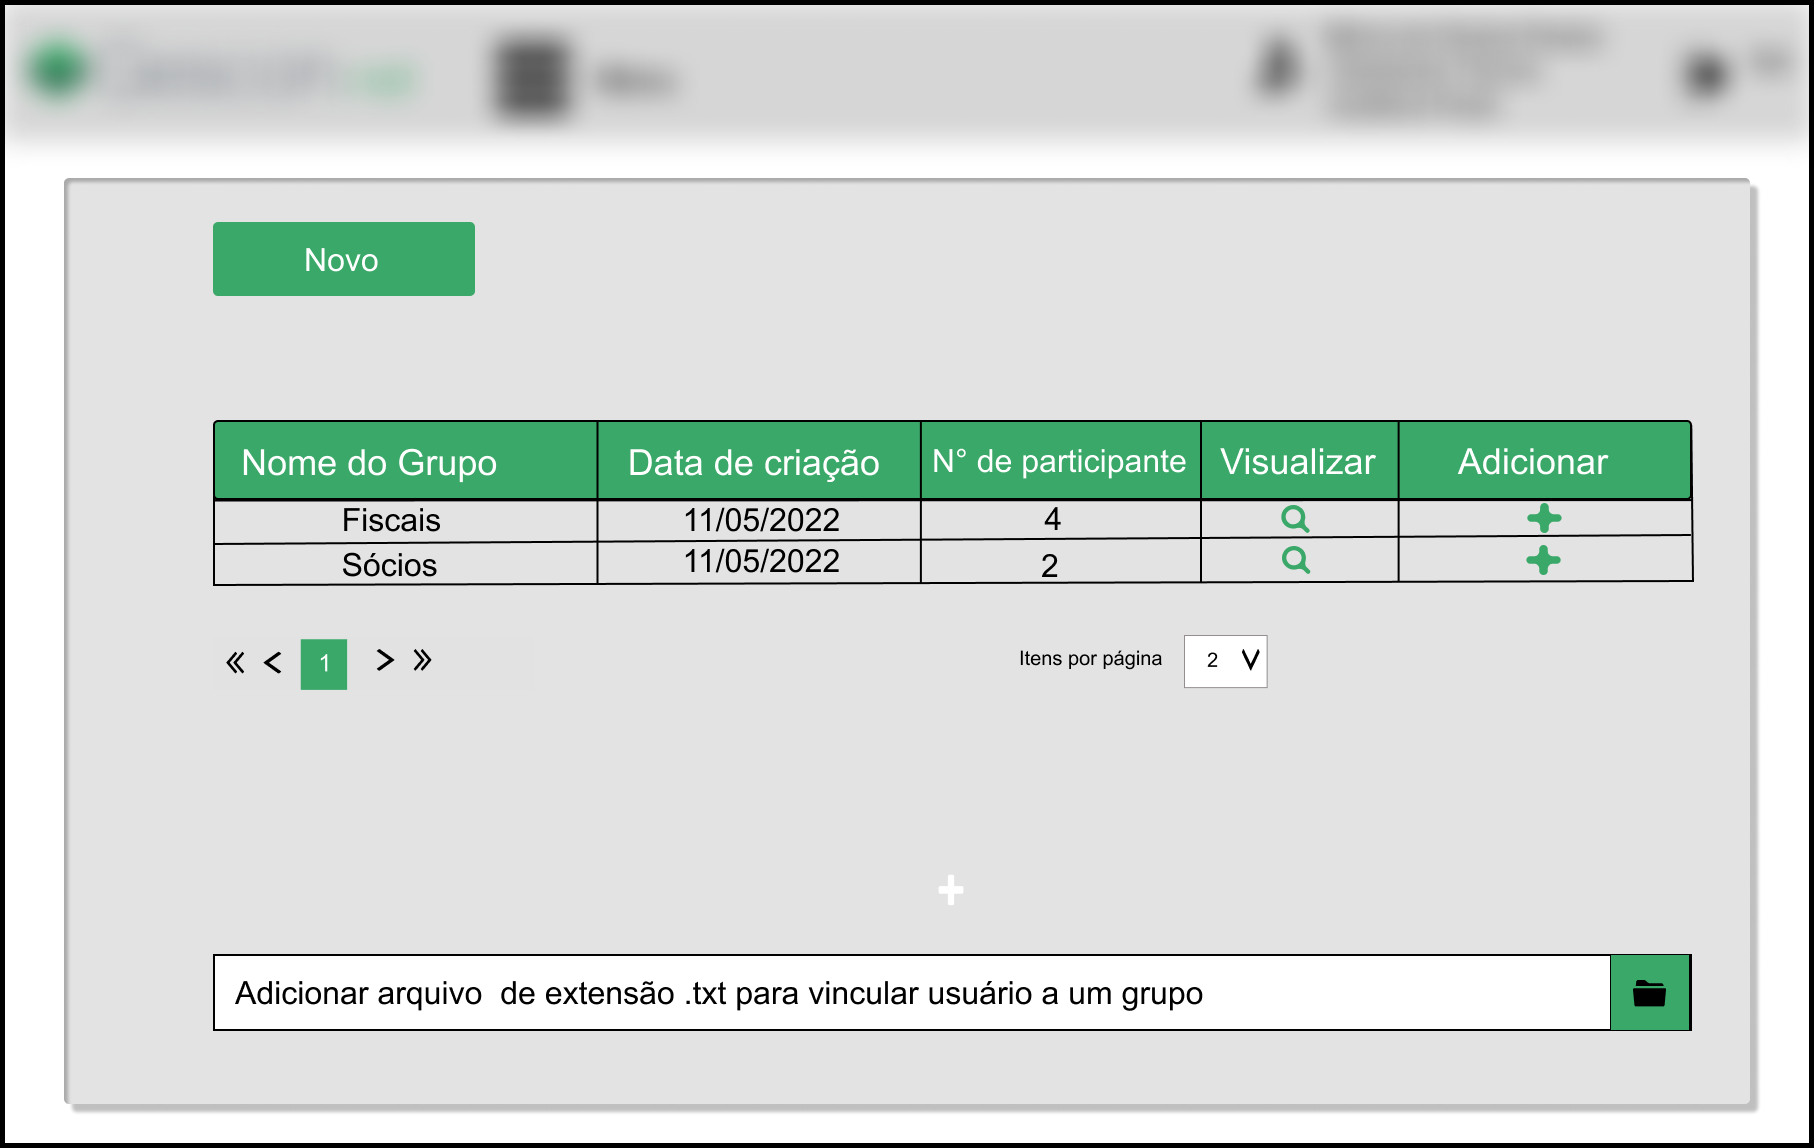 Novo
Nome do Grupo Data de criação N° de participante Visualizar Adicionar
Fiscais 11/05/2022 4
Sócios 11/05/2022 2
« < 1 > » Itens por página 2
Adicionar arquivo  de extensão .txt para vincular usuário a um grupo